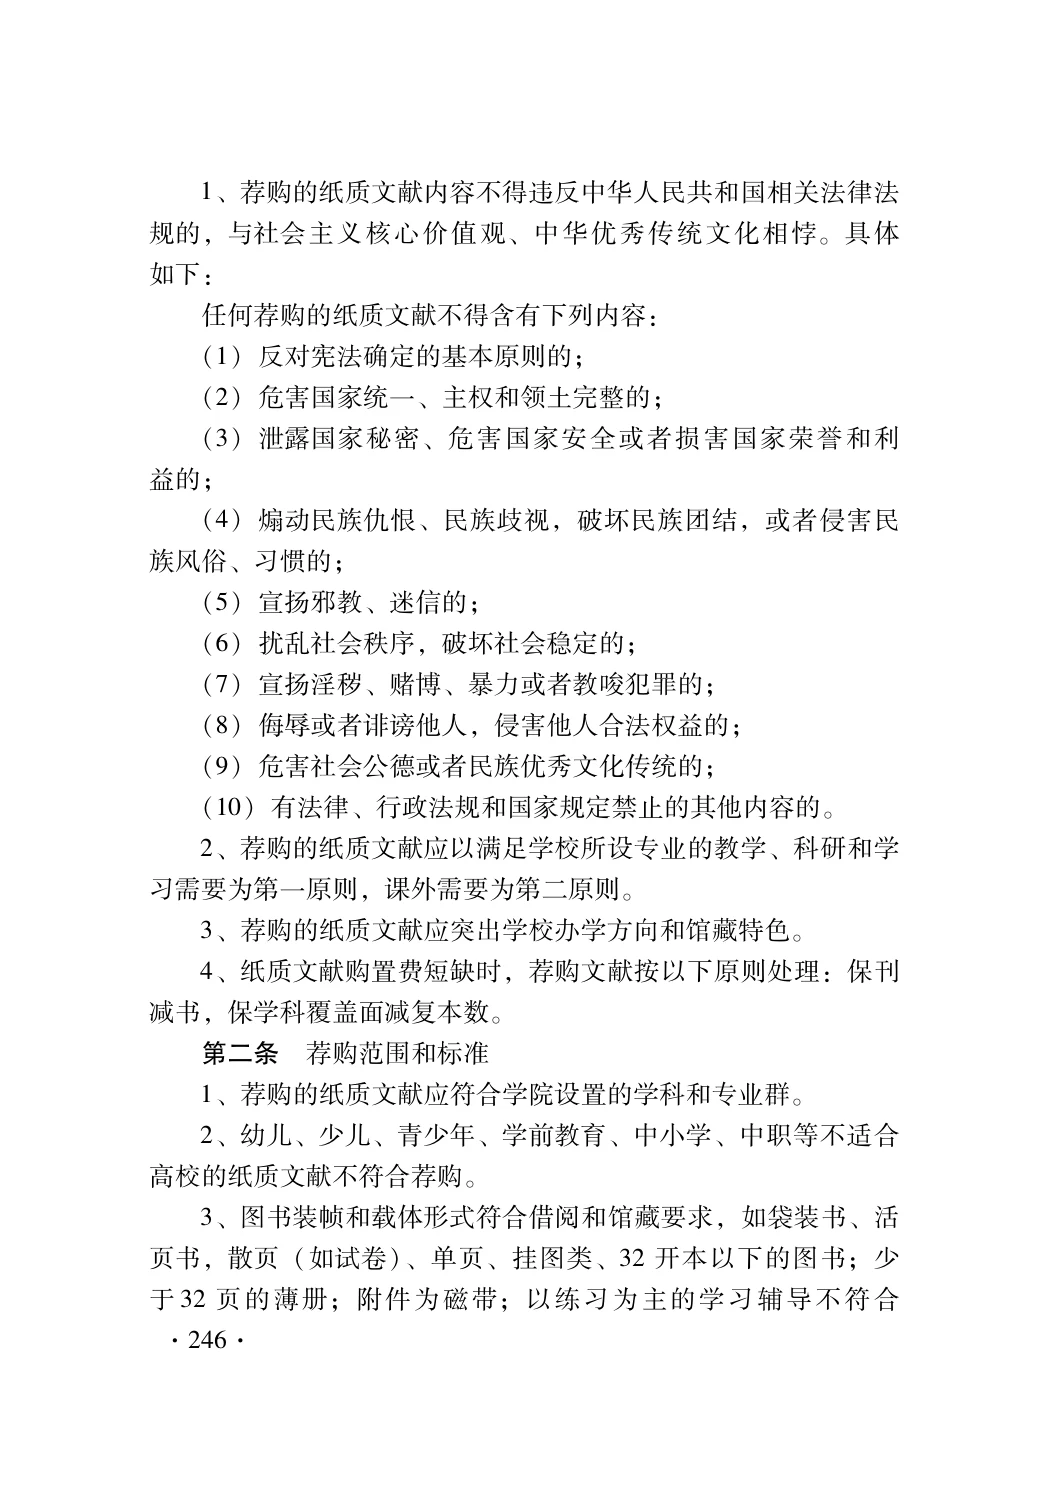 1、荐购的纸质文献内容不得违反中华人民共和国相关法律法
规的，与社会主义核心价值观、中华优秀传统文化相悖。具体
如下：
任何荐购的纸质文献不得含有下列内容：
（1）反对宪法确定的基本原则的；
（2）危害国家统一、主权和领土完整的；
（3）泄露国家秘密、危害国家安全或者损害国家荣誉和利
益的；
（4）煽动民族仇恨、民族歧视，破坏民族团结，或者侵害民
族风俗、习惯的；
（5）宣扬邪教、迷信的；
（6）扰乱社会秩序，破坏社会稳定的；
（7）宣扬淫秽、赌博、暴力或者教唆犯罪的；
（8）侮辱或者诽谤他人，侵害他人合法权益的；
（9）危害社会公德或者民族优秀文化传统的；
（10）有法律、行政法规和国家规定禁止的其他内容的。
2、荐购的纸质文献应以满足学校所设专业的教学、科研和学
习需要为第一原则，课外需要为第二原则。
3、荐购的纸质文献应突出学校办学方向和馆藏特色。
4、纸质文献购置费短缺时，荐购文献按以下原则处理：保刊
减书，保学科覆盖面减复本数。
第二条　荐购范围和标准
1、荐购的纸质文献应符合学院设置的学科和专业群。
2、幼儿、少儿、青少年、学前教育、中小学、中职等不适合
高校的纸质文献不符合荐购。
3、图书装帧和载体形式符合借阅和馆藏要求，如袋装书、活
页书，散页（如试卷）、单页、挂图类、32 开本以下的图书；少
于 32 页的薄册；附件为磁带；以练习为主的学习辅导不符合
· 246 ·